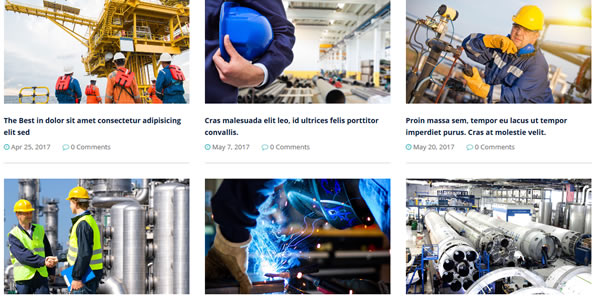 The Best in dolor sit amet consectetur adipisicing
elit sed
Apr 25, 2017 0 Comments
Cras malesuada elit leo, id ultrices felis porttitor
convallis.
May 7, 2017 0 Comments
Proin massa sem, tempor eu lacus ut tempor
imperdiet purus. Cras at molestie velit.
May 20, 2017 0 Comments